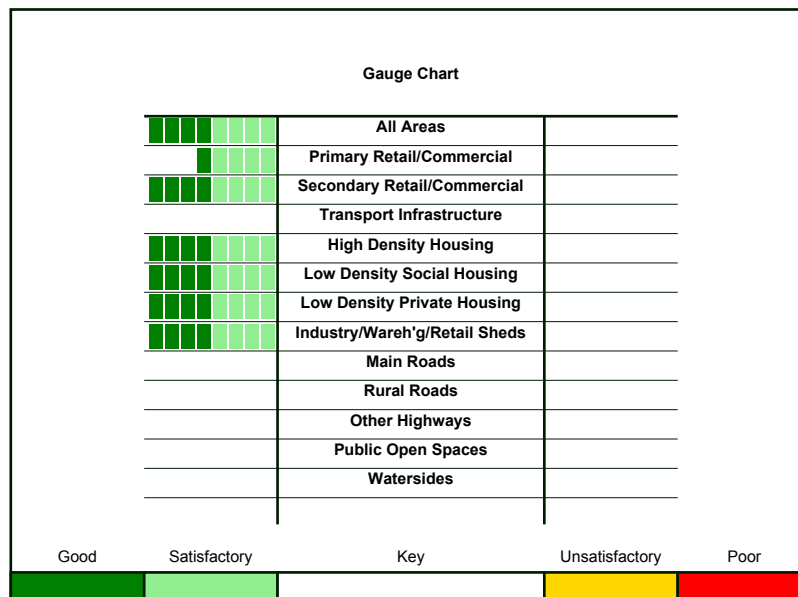 Gauge Chart
All Areas
Primary Retail/Commercial
Secondary Retail/Commercial
Transport Infrastructure
High Density Housing
Low Density Social Housing
Low Density Private Housing
Industry/Wareh'g/Retail Sheds
Main Roads
Rural Roads
Other Highways
Public Open Spaces
Watersides
Good Satisfactory Key Unsatisfactory Poor